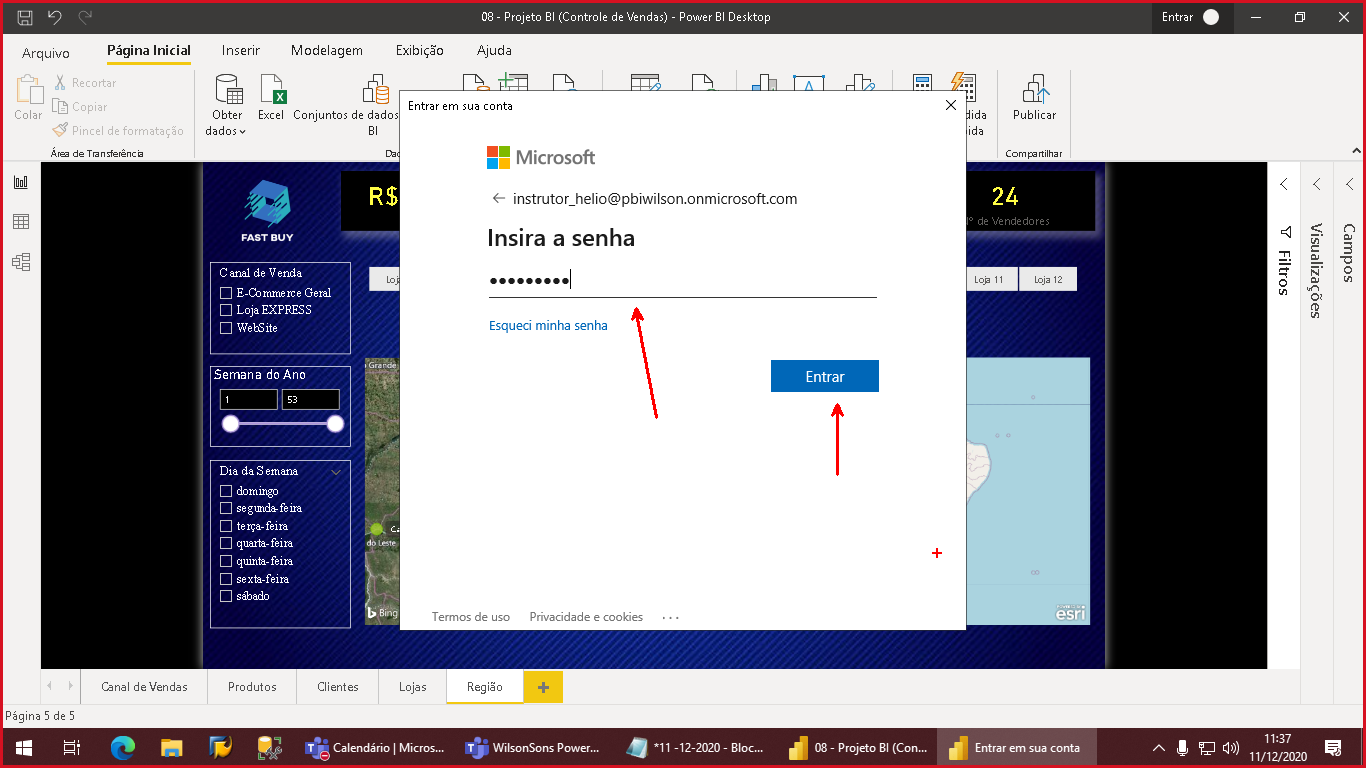 08 - Projeto BI (Controle de Vendas) - Power BI Desktop
Entrar
Arquivo
Página Inicial
Inserir
Modelagem
Exibição
Ajuda
Colar
Recortar
Copiar
Pincel de formatação
Área de Transferência
Obter dados
Excel
Conjuntos de dados
BI
Publicar
Compartilhar
Entrar em sua conta
Microsoft
instrutor_helio@pbiwilson.onmicrosoft.com
Insira a senha
Esqueci minha senha
Entrar
Termos de uso
Privacidade e cookies
...
FAST BUY
R$
24
Nº de Vendedores
Canal de Venda
E-Commerce Geral
Loja EXPRESS
WebSite
Loja 11
Loja 12
Semana do Ano
1
53
Dia da Semana
domingo
segunda-feira
terça-feira
quarta-feira
quinta-feira
sexta-feira
sábado
Grande
do Leste
Bing
POWERED BY
esri
Filtros
Visualizações
Campos
Canal de Vendas
Produtos
Clientes
Lojas
Região
Página 5 de 5
Calendário | Micros...
WilsonSons Power...
*11 -12-2020 - Bloc...
08 - Projeto BI (Con...
Entrar em sua conta
11:37
11/12/2020